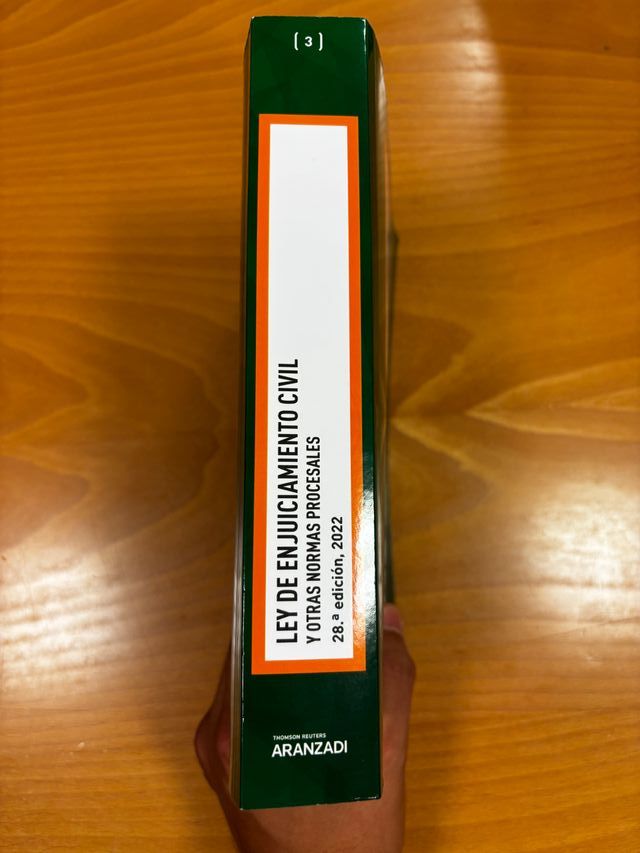 ( 3 )
LEY DE ENJUICIAMIENTO CIVIL
Y OTRAS NORMAS PROCESALES
28.ª edición, 2022
THOMSON REUTERS
ARANZADI